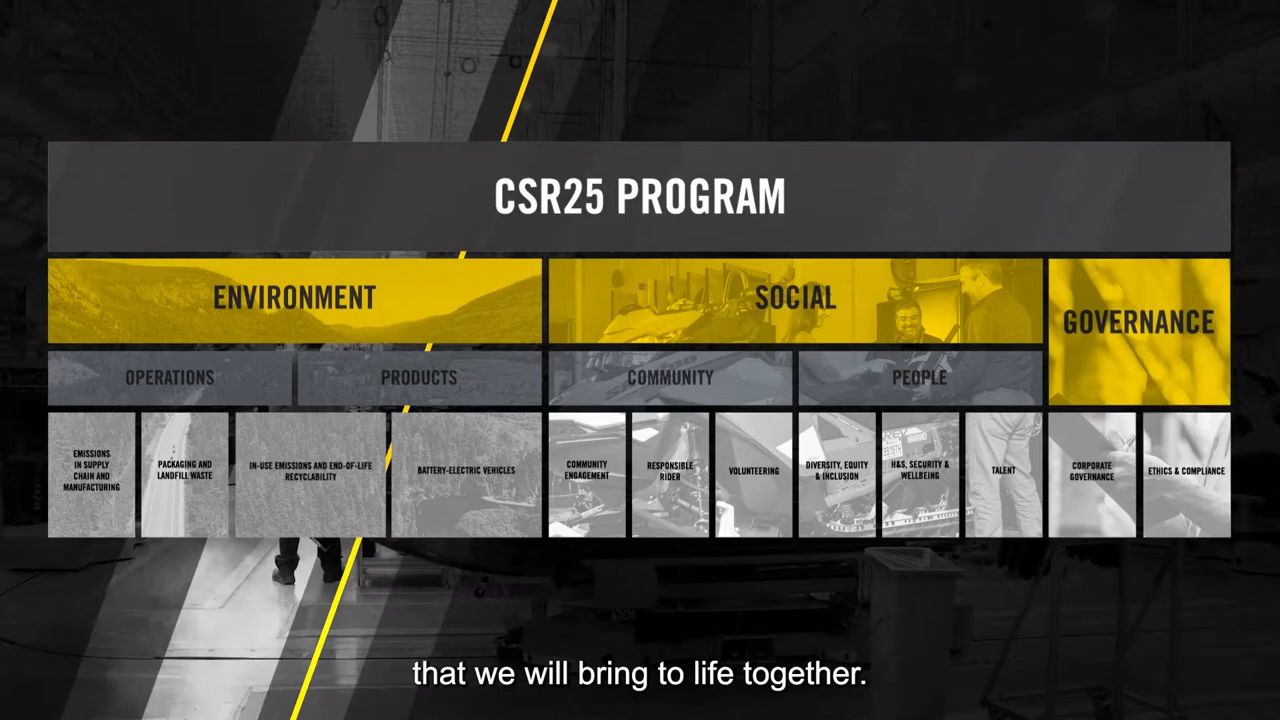 CSR25 PROGRAM
ENVIRONMENT
SOCIAL
GOVERNANCE
OPERATIONS
PRODUCTS
COMMUNITY
PEOPLE
EMISSIONS
IN SUPPLY
CHAIN AND
MANUFACTURING
PACKAGING AND
LANDFILL WASTE
IN-USE EMISSIONS AND END-OF-LIFE
RECYCLABILITY
BATTERY-ELECTRIC VEHICLES
COMMUNITY
ENGAGEMENT
RESPONSIBLE
RIDER
VOLUNTEERING
DIVERSITY, EQUITY
& INCLUSION
H&S, SECURITY &
WELLBEING
TALENT
CORPORATE
GOVERNANCE
ETHICS & COMPLIANCE
that we will bring to life together.